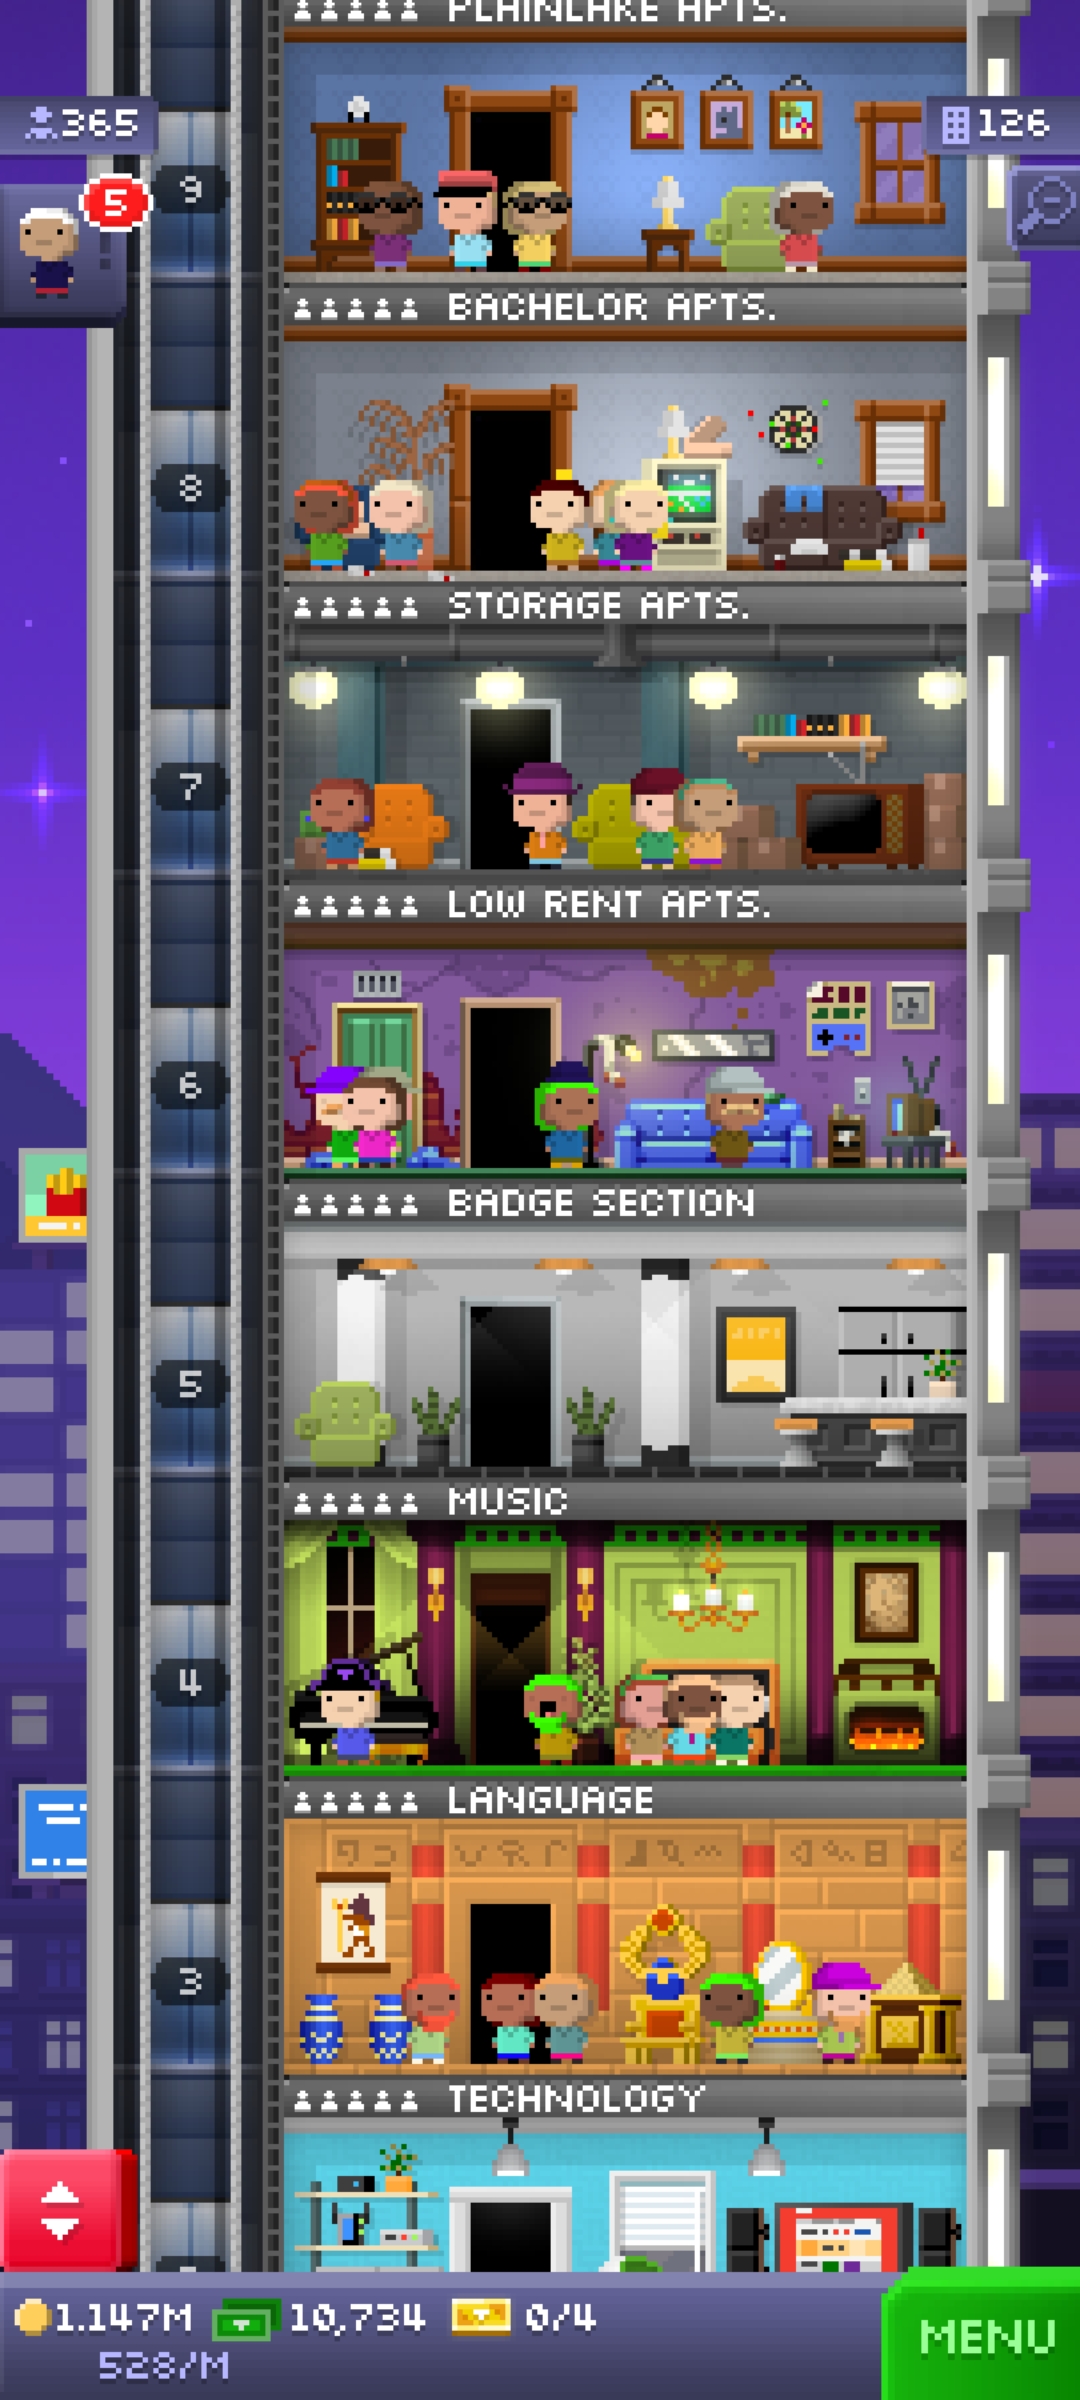 PLAINLAKE APTS.
365
126
9
5
BACHELOR APTS.
8
STORAGE APTS.
7
LOW RENT APTS.
6
BADGE SECTION
5
MUSIC
4
LANGUAGE
3
TECHNOLOGY
1.147M 10,734 0/4
528/M
MENU